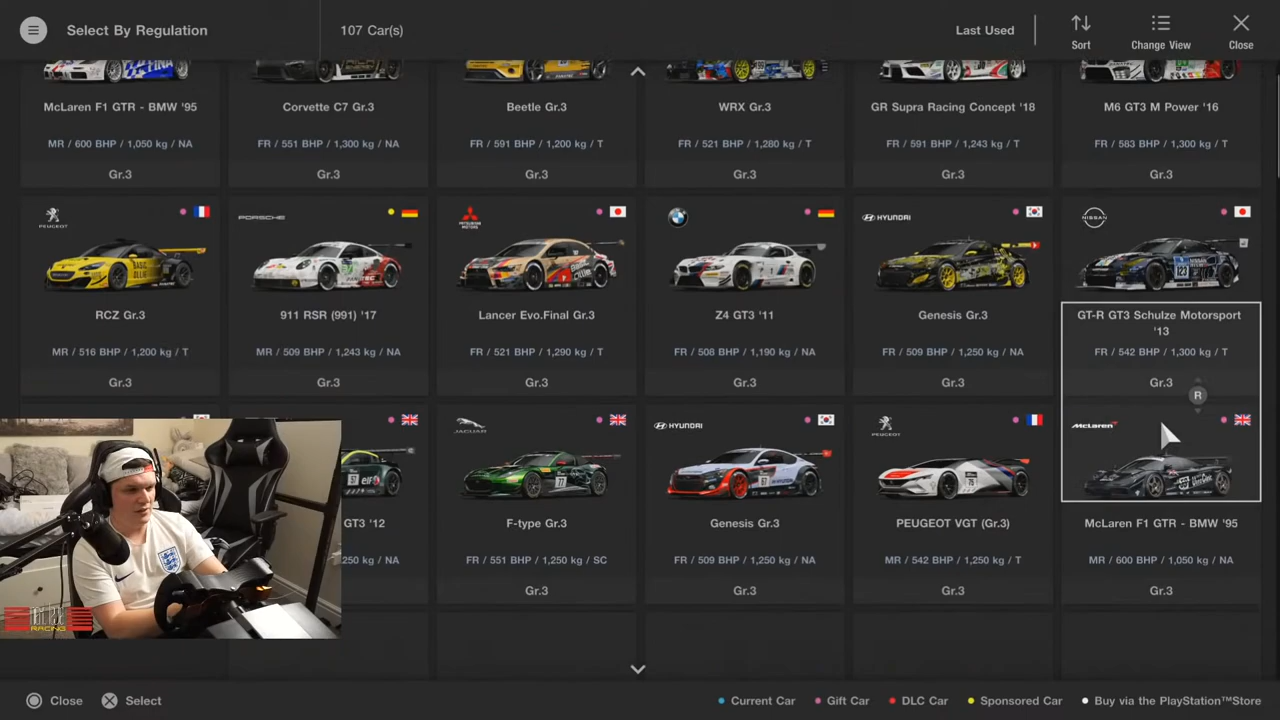 Select By Regulation
107 Car(s)
Last Used
Sort
Change View
Close
McLaren F1 GTR - BMW '95
Corvette C7 Gr.3
Beetle Gr.3
WRX Gr.3
GR Supra Racing Concept '18
M6 GT3 M Power '16
MR / 600 BHP / 1,050 kg / NA
FR / 551 BHP / 1,300 kg / NA
FR / 591 BHP / 1,200 kg / T
FR / 521 BHP / 1,280 kg / T
FR / 591 BHP / 1,243 kg / T
FR / 583 BHP / 1,300 kg / T
Gr.3
Gr.3
Gr.3
Gr.3
Gr.3
Gr.3
PEUGEOT
PORSCHE
MITSUBISHI
MOTORS
HYUNDAI
NISSAN
RCZ Gr.3
911 RSR (991) '17
Lancer Evo.Final Gr.3
Z4 GT3 '11
Genesis Gr.3
GT-R GT3 Schulze Motorsport
'13
MR / 516 BHP / 1,200 kg / T
MR / 509 BHP / 1,243 kg / NA
FR / 521 BHP / 1,290 kg / T
FR / 508 BHP / 1,190 kg / NA
FR / 509 BHP / 1,250 kg / NA
FR / 542 BHP / 1,300 kg / T
Gr.3
Gr.3
Gr.3
Gr.3
Gr.3
Gr.3
R
JAGUAR
HYUNDAI
PEUGEOT
McLaren
GT3 '12
F-type Gr.3
Genesis Gr.3
PEUGEOT VGT (Gr.3)
McLaren F1 GTR - BMW '95
250 kg / NA
FR / 551 BHP / 1,250 kg / SC
FR / 509 BHP / 1,250 kg / NA
MR / 542 BHP / 1,250 kg / T
MR / 600 BHP / 1,050 kg / NA
Gr.3
Gr.3
Gr.3
Gr.3
RACING
Close
Select
Current Car
Gift Car
DLC Car
Sponsored Car
Buy via the PlayStation™Store